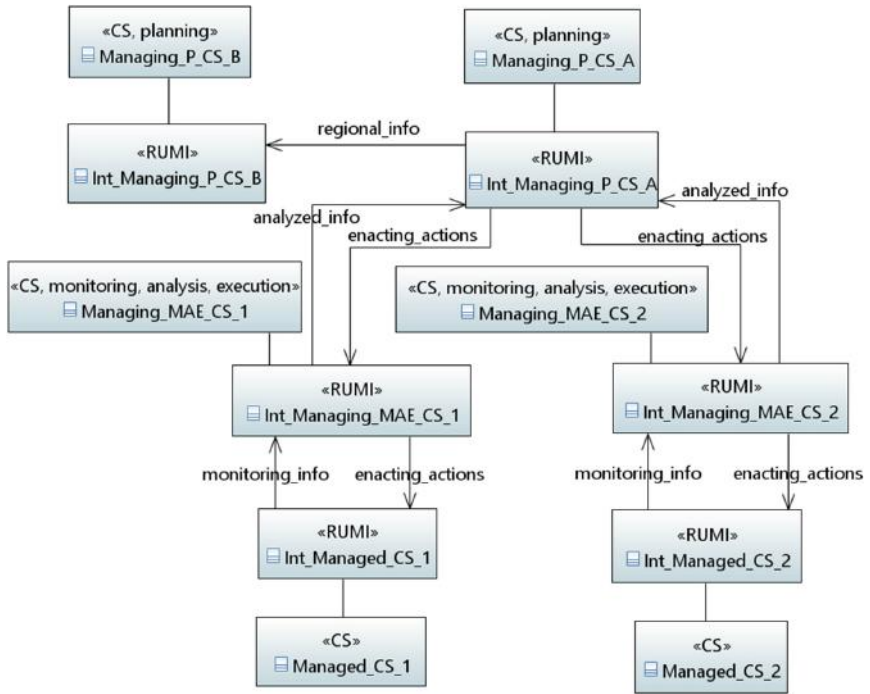 «CS, planning»
Managing_P_CS_B
«CS, planning»
Managing_P_CS_A
regional_info
«RUMI»
Int_Managing_P_CS_B
«RUMI»
Int_Managing_P_CS_A
analyzed_info
analyzed_info
enacting_actions
enacting_actions
«CS, monitoring, analysis, execution»
Managing_MAE_CS_1
«CS, monitoring, analysis, execution»
Managing_MAE_CS_2
«RUMI»
Int_Managing_MAE_CS_1
«RUMI»
Int_Managing_MAE_CS_2
monitoring_info
enacting_actions
monitoring_info
enacting_actions
«RUMI»
Int_Managed_CS_1
«RUMI»
Int_Managed_CS_2
«CS»
Managed_CS_1
«CS»
Managed_CS_2